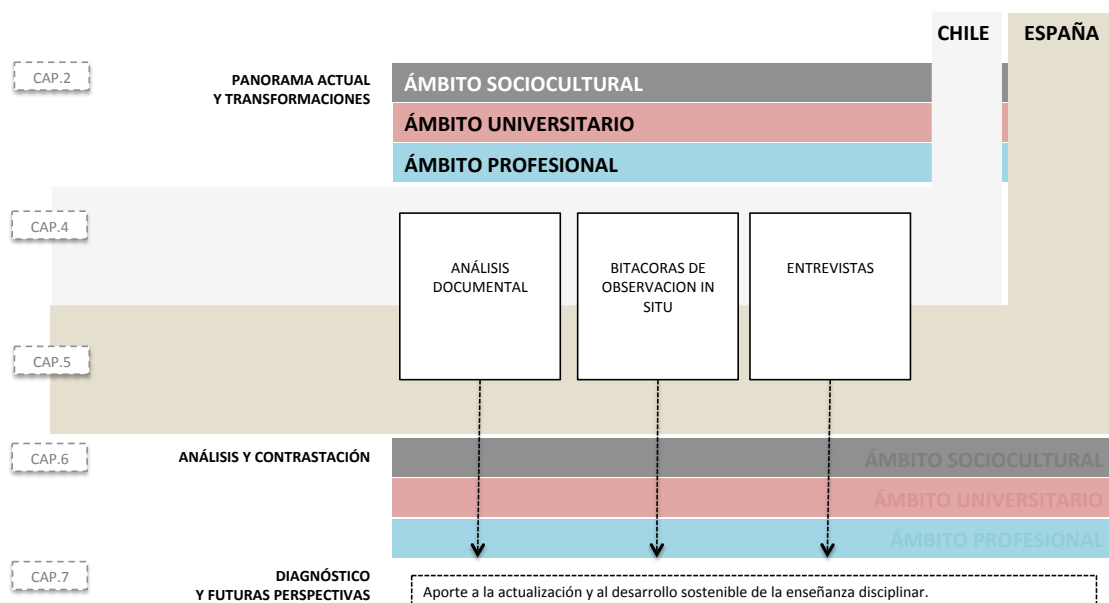 CHILE ESPAÑA
CAP.2
PANORAMA ACTUAL
Y TRANSFORMACIONES
ÁMBITO SOCIOCULTURAL
ÁMBITO UNIVERSITARIO
ÁMBITO PROFESIONAL
CAP.4
ANÁLISIS
DOCUMENTAL
BITACORAS DE
OBSERVACION IN
SITU
ENTREVISTAS
CAP.5
CAP.6
ANÁLISIS Y CONTRASTACIÓN
ÁMBITO SOCIOCULTURAL
ÁMBITO UNIVERSITARIO
ÁMBITO PROFESIONAL
CAP.7
DIAGNÓSTICO
Y FUTURAS PERSPECTIVAS
Aporte a la actualización y al desarrollo sostenible de la enseñanza disciplinar.